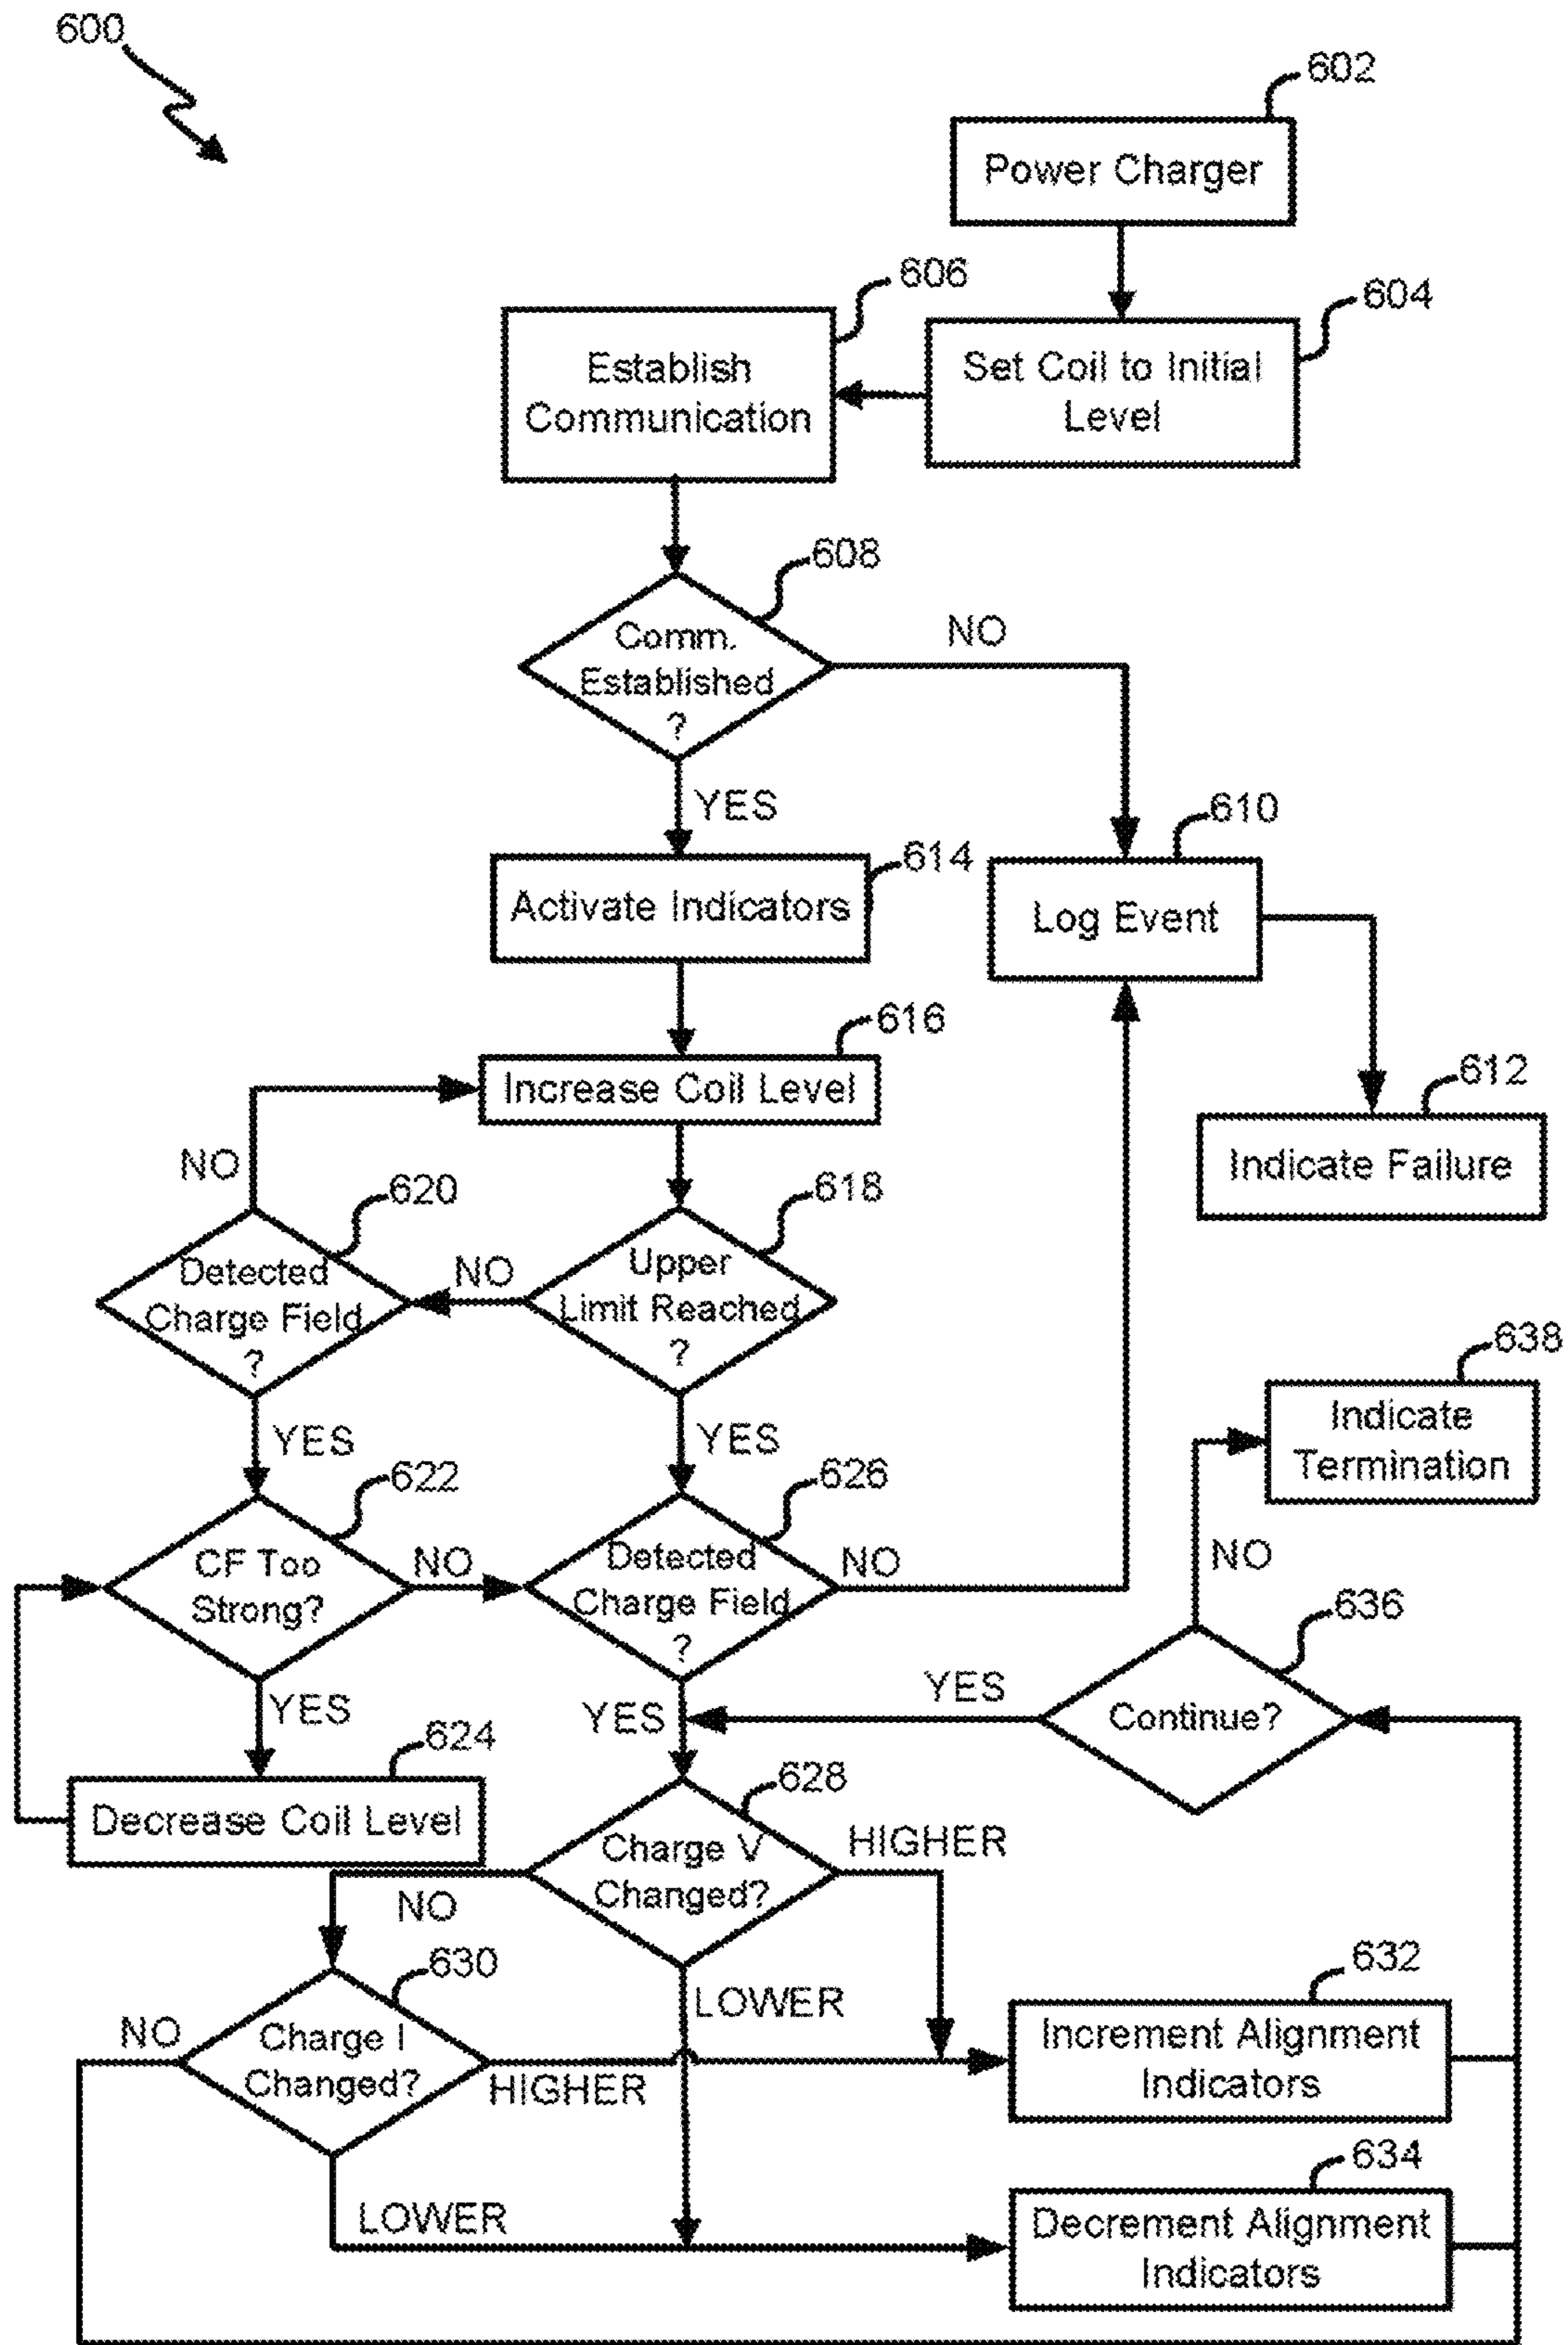 600
602
Power Charger
606
604
Establish
Communication
Set Coil to Initial
Level
608
Comm.
Established
?
NO
YES
610
614
Activate Indicators
Log Event
616
Increase Coil Level
612
Indicate Failure
NO
620
618
Detected
Charge Field
?
NO
Upper
Limit Reached
?
638
Indicate
Termination
YES
YES
622
626
CF Too
Strong?
NO
Detected
Charge Field
?
NO
NO
636
YES
YES
YES
Continue?
624
Decrease Coil Level
628
Charge V
Changed?
HIGHER
NO
630
LOWER
632
NO
Charge I
Changed?
HIGHER
Increment Alignment
Indicators
634
LOWER
Decrement Alignment
Indicators